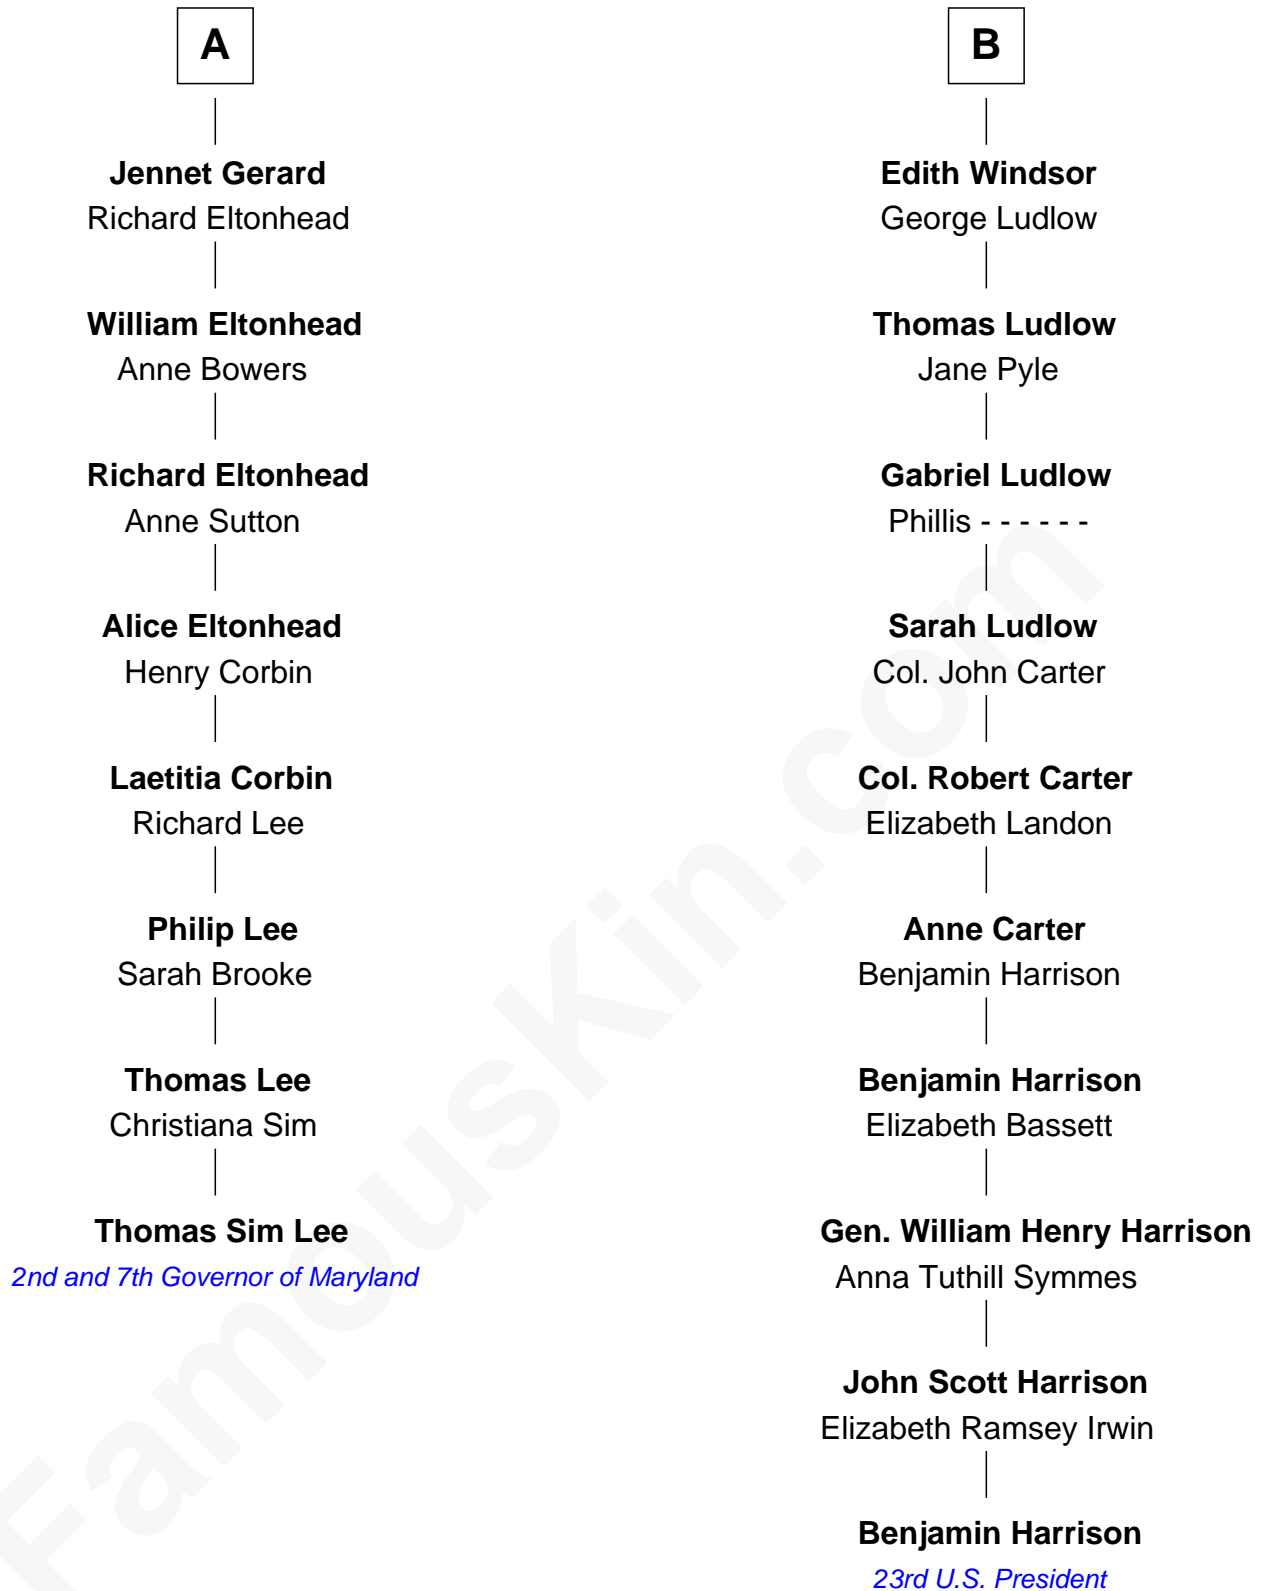 A
Jennet Gerard
Richard Eltonhead
William Eltonhead
Anne Bowers
Richard Eltonhead
Anne Sutton
Alice Eltonhead
Henry Corbin
Laetitia Corbin
Richard Lee
Philip Lee
Sarah Brooke
Thomas Lee
Christiana Sim
Thomas Sim Lee
2nd and 7th Governor of Maryland
B
Edith Windsor
George Ludlow
Thomas Ludlow
Jane Pyle
Gabriel Ludlow
Phillis - - - - - -
Sarah Ludlow
Col. John Carter
Col. Robert Carter
Elizabeth Landon
Anne Carter
Benjamin Harrison
Benjamin Harrison
Elizabeth Bassett
Gen. William Henry Harrison
Anna Tuthill Symmes
John Scott Harrison
Elizabeth Ramsey Irwin
Benjamin Harrison
23rd U.S. President
FamousKin.com